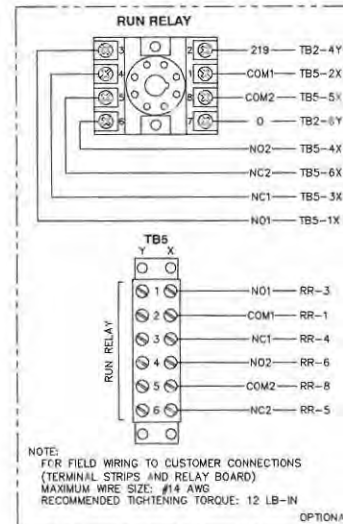 RUN RELAY
3 2 219 TB2-4Y
4 1 COM1 TB5-2X
5 8 COM2 TB5-5X
6 7 0 TB2-6Y
NO2 TB5-4X
NC2 TB5-6X
NC1 TB5-3X
NO1 TB5-1X
TB5
Y X
RUN RELAY
1 NO1 RR-3
2 COM1 RR-1
3 NC1 RR-4
4 NO2 RR-6
5 COM2 RR-8
6 NC2 RR-5
NOTE:
FOR FIELD WIRING TO CUSTOMER CONNECTIONS
(TERMINAL STRIPS AND RELAY BOARD)
MAXIMUM WIRE SIZE: #14 AWG
RECOMMENDED TIGHTENING TORQUE: 12 LB-IN